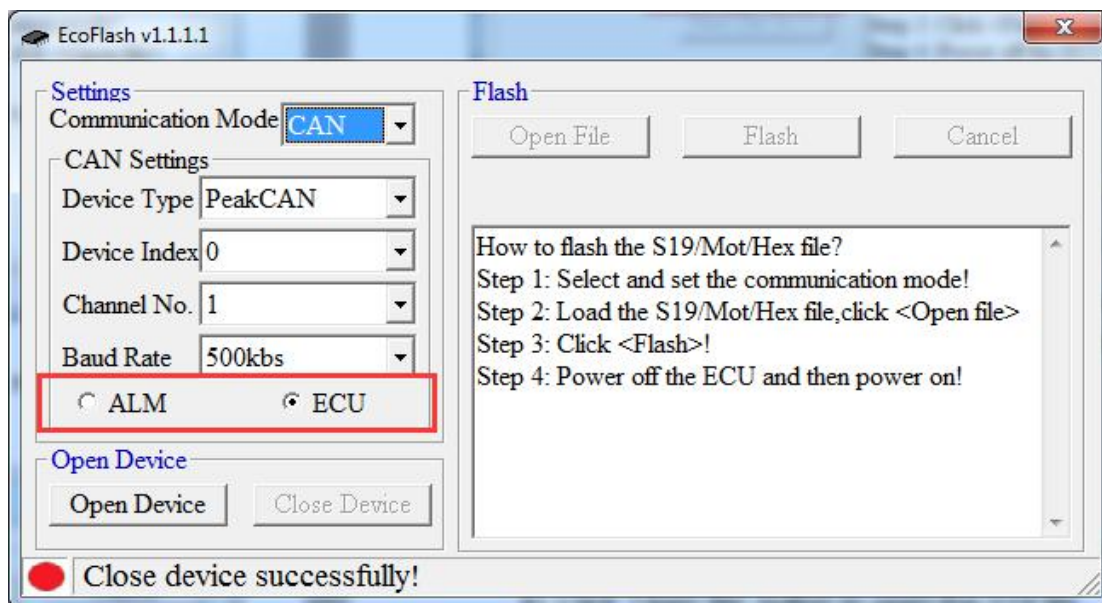 EcoFlash v1.1.1.1
Settings
Communication Mode CAN
CAN Settings
Device Type PeakCAN
Device Index 0
Channel No. 1
Baud Rate 500kbs
ALM ECU
Open Device
Open Device Close Device
Flash
Open File Flash Cancel
How to flash the S19/Mot/Hex file?
Step 1: Select and set the communication mode!
Step 2: Load the S19/Mot/Hex file,click <Open file>
Step 3: Click <Flash>!
Step 4: Power off the ECU and then power on!
Close device successfully!